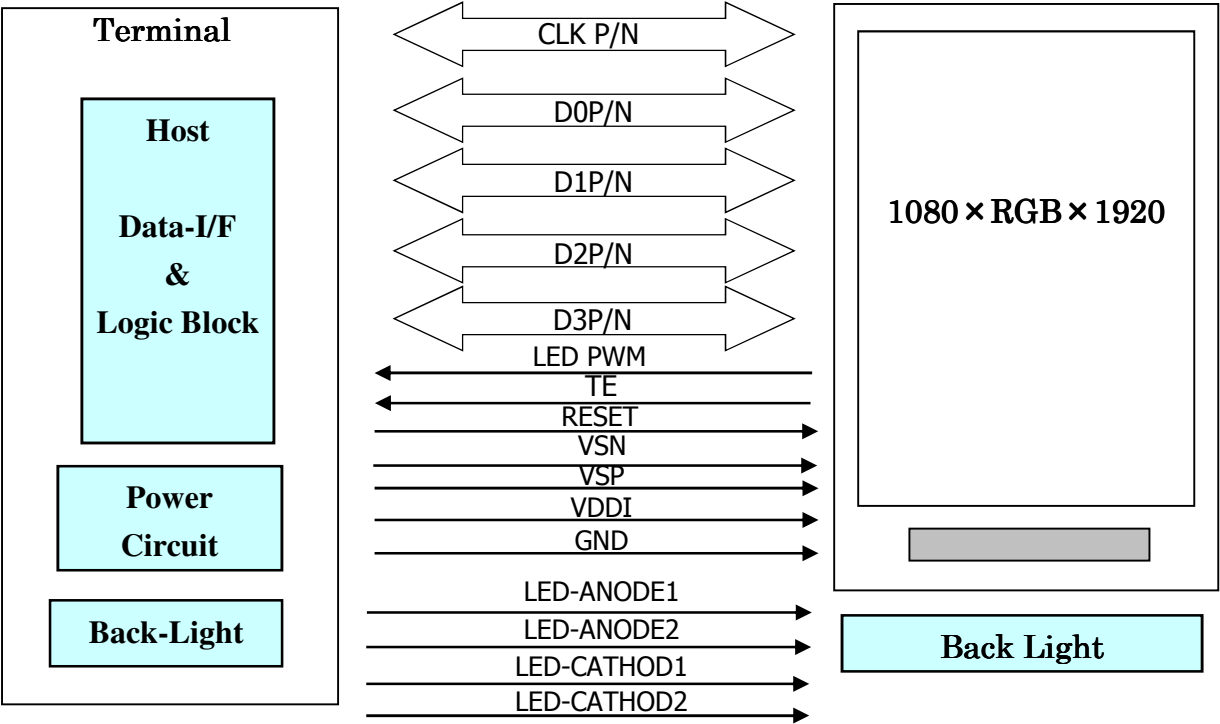 Terminal
Host
Data-I/F
&
Logic Block
Power
Circuit
Back-Light
CLK P/N
D0P/N
D1P/N
D2P/N
D3P/N
LED PWM
TE
RESET
VSN
VSP
VDDI
GND
LED-ANODE1
LED-ANODE2
LED-CATHOD1
LED-CATHOD2
1080×RGB×1920
Back Light